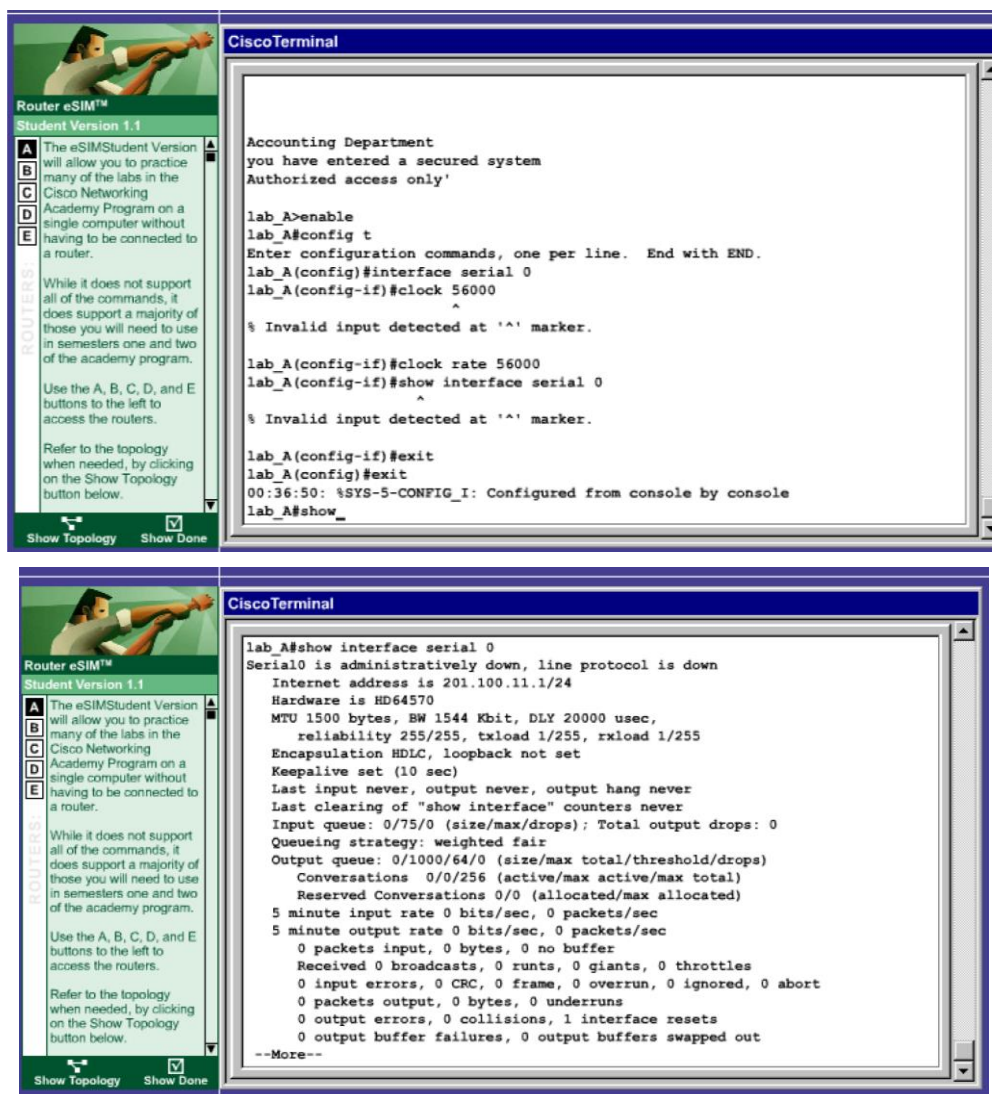 Router eSIM™
Student Version 1.1
A
B
C
D
E
ROUTERS:
The eSIMStudent Version
will allow you to practice
many of the labs in the
Cisco Networking
Academy Program on a
single computer without
having to be connected to
a router.
While it does not support
all of the commands, it
does support a majority of
those you will need to use
in semesters one and two
of the academy program.
Use the A, B, C, D, and E
buttons to the left to
access the routers.
Refer to the topology
when needed, by clicking
on the Show Topology
button below.
Show Topology Show Done
CiscoTerminal
Accounting Department
you have entered a secured system
Authorized access only'
lab_A>enable
lab_A#config t
Enter configuration commands, one per line.  End with END.
lab_A(config)#interface serial 0
lab_A(config-if)#clock 56000
^
% Invalid input detected at '^' marker.
lab_A(config-if)#clock rate 56000
lab_A(config-if)#show interface serial 0
^
% Invalid input detected at '^' marker.
lab_A(config-if)#exit
lab_A(config)#exit
00:36:50: %SYS-5-CONFIG_I: Configured from console by console
lab_A#show_
Router eSIM™
Student Version 1.1
A
B
C
D
E
ROUTERS:
The eSIMStudent Version
will allow you to practice
many of the labs in the
Cisco Networking
Academy Program on a
single computer without
having to be connected to
a router.
While it does not support
all of the commands, it
does support a majority of
those you will need to use
in semesters one and two
of the academy program.
Use the A, B, C, D, and E
buttons to the left to
access the routers.
Refer to the topology
when needed, by clicking
on the Show Topology
button below.
Show Topology Show Done
CiscoTerminal
lab_A#show interface serial 0
Serial0 is administratively down, line protocol is down
Internet address is 201.100.11.1/24
Hardware is HD64570
MTU 1500 bytes, BW 1544 Kbit, DLY 20000 usec,
reliability 255/255, txload 1/255, rxload 1/255
Encapsulation HDLC, loopback not set
Keepalive set (10 sec)
Last input never, output never, output hang never
Last clearing of "show interface" counters never
Input queue: 0/75/0 (size/max/drops); Total output drops: 0
Queueing strategy: weighted fair
Output queue: 0/1000/64/0 (size/max total/threshold/drops)
Conversations  0/0/256 (active/max active/max total)
Reserved Conversations 0/0 (allocated/max allocated)
5 minute input rate 0 bits/sec, 0 packets/sec
5 minute output rate 0 bits/sec, 0 packets/sec
0 packets input, 0 bytes, 0 no buffer
Received 0 broadcasts, 0 runts, 0 giants, 0 throttles
0 input errors, 0 CRC, 0 frame, 0 overrun, 0 ignored, 0 abort
0 packets output, 0 bytes, 0 underruns
0 output errors, 0 collisions, 1 interface resets
0 output buffer failures, 0 output buffers swapped out
--More--